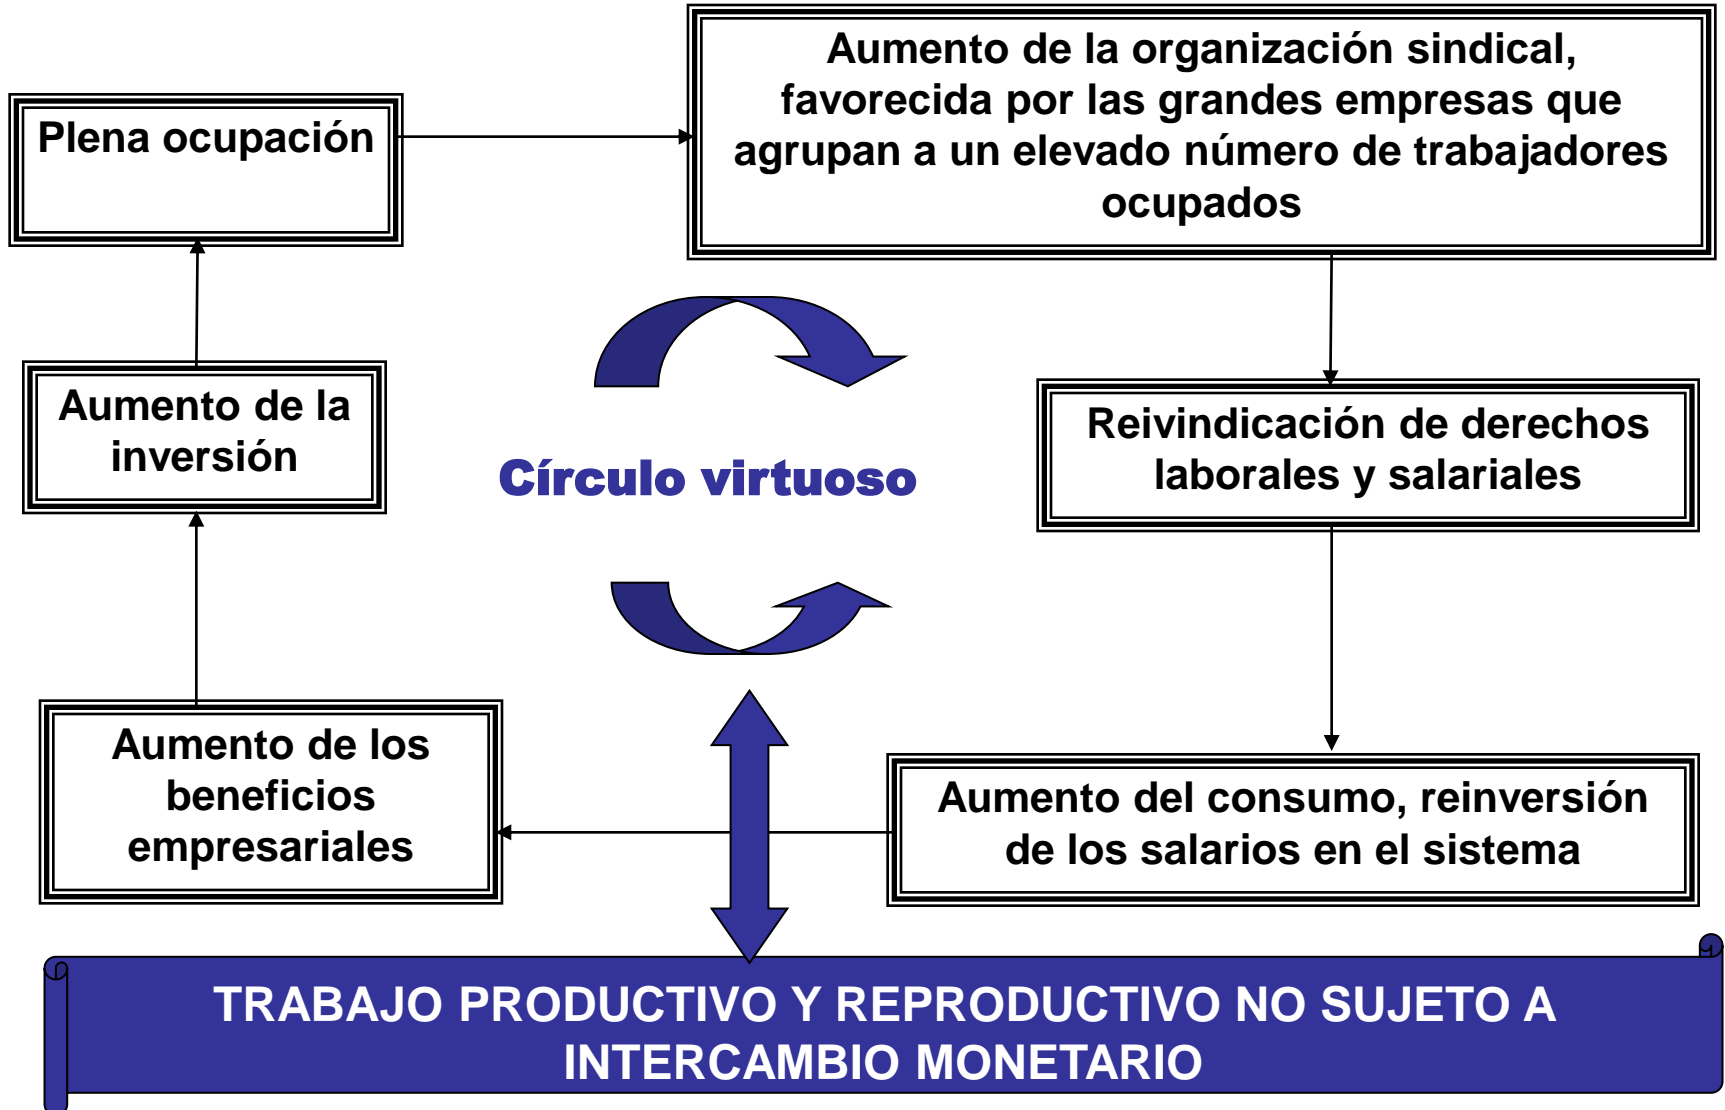 Plena ocupación
Aumento de la organización sindical,
favorecida por las grandes empresas que
agrupan a un elevado número de trabajadores
ocupados
Aumento de la
inversión
Círculo virtuoso
Reivindicación de derechos
laborales y salariales
Aumento de los
beneficios
empresariales
Aumento del consumo, reinversión
de los salarios en el sistema
TRABAJO PRODUCTIVO Y REPRODUCTIVO NO SUJETO A
INTERCAMBIO MONETARIO